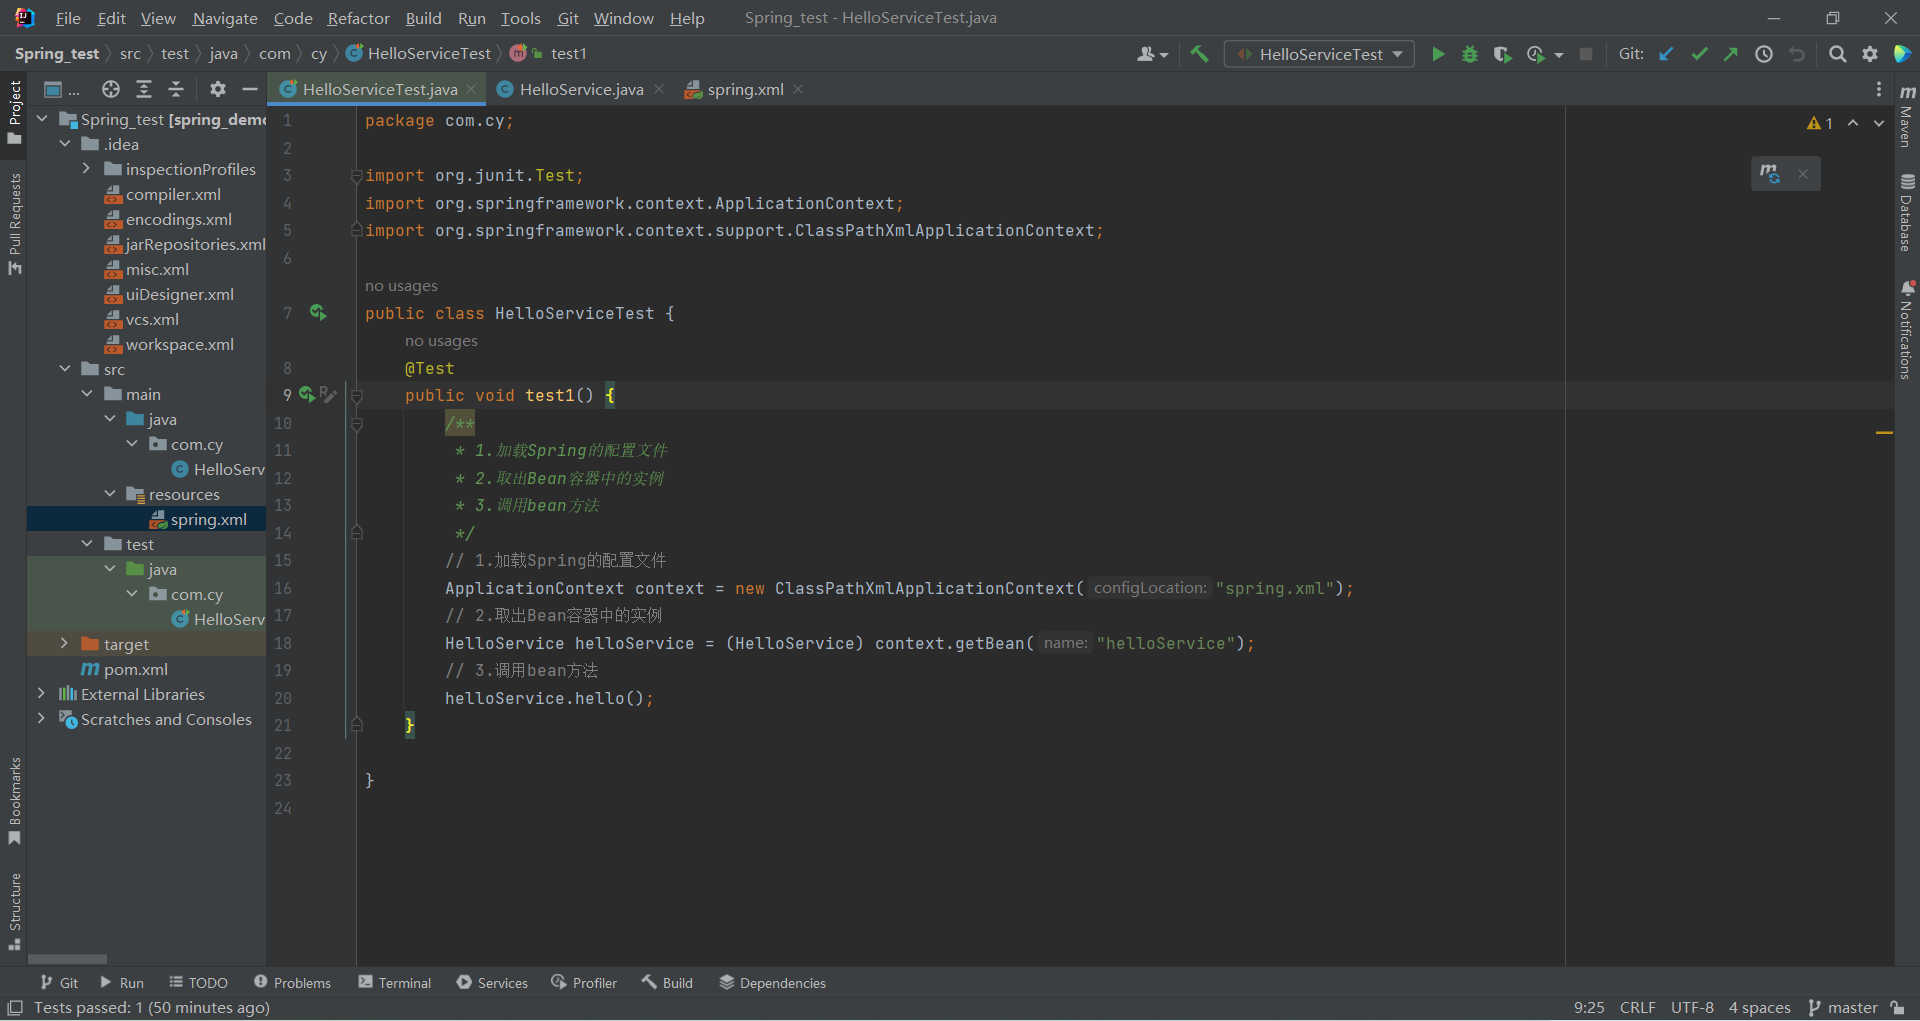 File Edit View Navigate Code Refactor Build Run Tools Git Window Help Spring_test - HelloServiceTest.java
Spring_test src test java com cy HelloServiceTest test1 HelloServiceTest Git:
Project
Pull Requests
Bookmarks
Structure
...
Spring_test [spring_demo
.idea
inspectionProfiles
compiler.xml
encodings.xml
jarRepositories.xml
misc.xml
uiDesigner.xml
vcs.xml
workspace.xml
src
main
java
com.cy
HelloServ
resources
spring.xml
test
java
com.cy
HelloServ
target
pom.xml
External Libraries
Scratches and Consoles
HelloServiceTest.java HelloService.java spring.xml
1 package com.cy;
2
3 import org.junit.Test;
4 import org.springframework.context.ApplicationContext;
5 import org.springframework.context.support.ClassPathXmlApplicationContext;
6
no usages
7 public class HelloServiceTest {
no usages
8 @Test
9 public void test1() {
10 /**
11 * 1.加载Spring的配置文件
12 * 2.取出Bean容器中的实例
13 * 3.调用bean方法
14 */
15 // 1.加载Spring的配置文件
16 ApplicationContext context = new ClassPathXmlApplicationContext( configLocation: "spring.xml");
17 // 2.取出Bean容器中的实例
18 HelloService helloService = (HelloService) context.getBean( name: "helloService");
19 // 3.调用bean方法
20 helloService.hello();
21 }
22
23 }
24
1
Maven
Database
Notifications
Git Run TODO Problems Terminal Services Profiler Build Dependencies
Tests passed: 1 (50 minutes ago) 9:25 CRLF UTF-8 4 spaces master